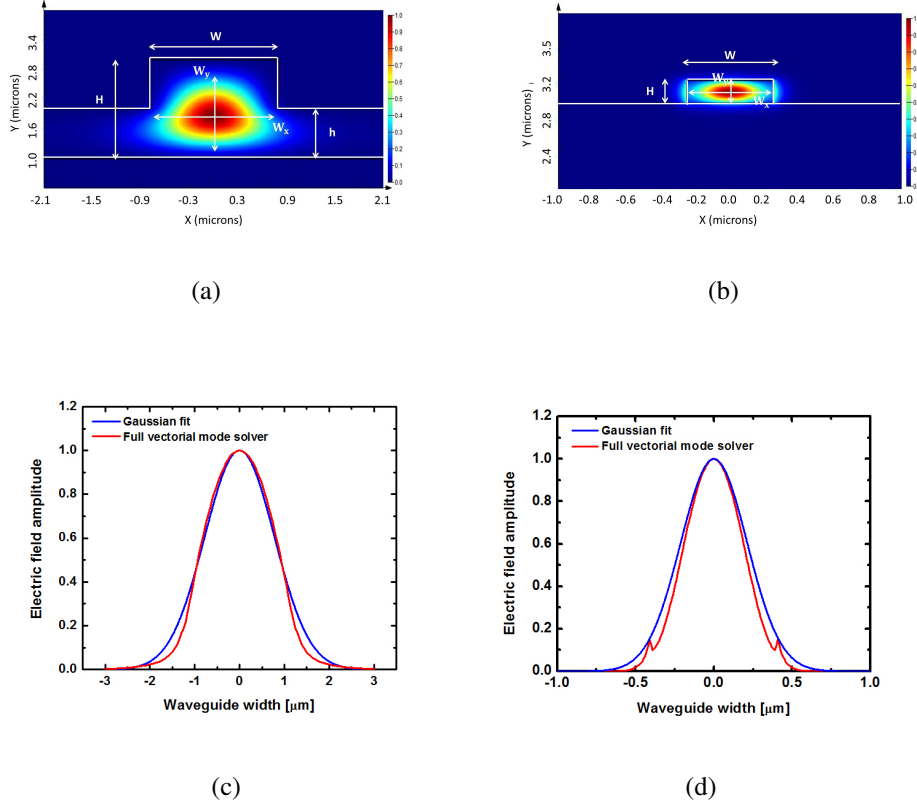 1.0
0.9
0.8
0.7
0.6
0.5
0.4
0.3
0.2
0.1
0.0
Y (microns)
3.4
2.8
2.2
1.6
1.0
W
H
Wy
Wx
h
-2.1
-1.5
-0.9
-0.3
0.3
0.9
1.5
2.1
X (microns)
(a)
Y (microns)
3.5
3.2
2.8
2.4
W
H
Wx
-1.0
-0.8
-0.6
-0.4
-0.2
0.0
0.2
0.4
0.6
0.8
1.0
X (microns)
(b)
1.2
1.0
0.8
0.6
0.4
0.2
0.0
Electric field amplitude
Gaussian fit
Full vectorial mode solver
-3
-2
-1
0
1
2
3
Waveguide width [μm]
(c)
1.2
1.0
0.8
0.6
0.4
0.2
0.0
Electric field amplitude
Gaussian fit
Full vectorial mode solver
-1.0
-0.5
0.0
0.5
1.0
Waveguide width [μm]
(d)